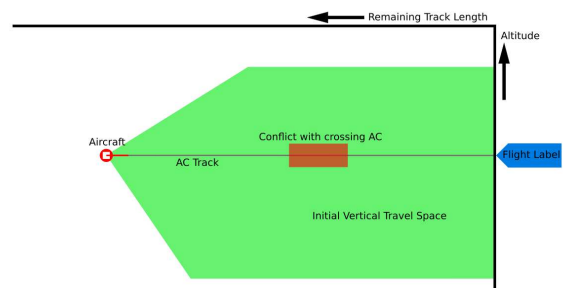 Remaining Track Length
Altitude
Aircraft
Conflict with crossing AC
AC Track
Flight Label
Initial Vertical Travel Space